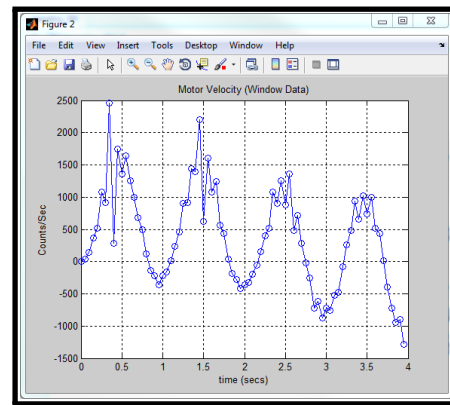 Figure 2
File Edit View Insert Tools Desktop Window Help
Motor Velocity (Window Data)
2500
2000
1500
1000
500
0
-500
-1000
-1500
Counts/Sec
0 0.5 1 1.5 2 2.5 3 3.5 4
time (secs)